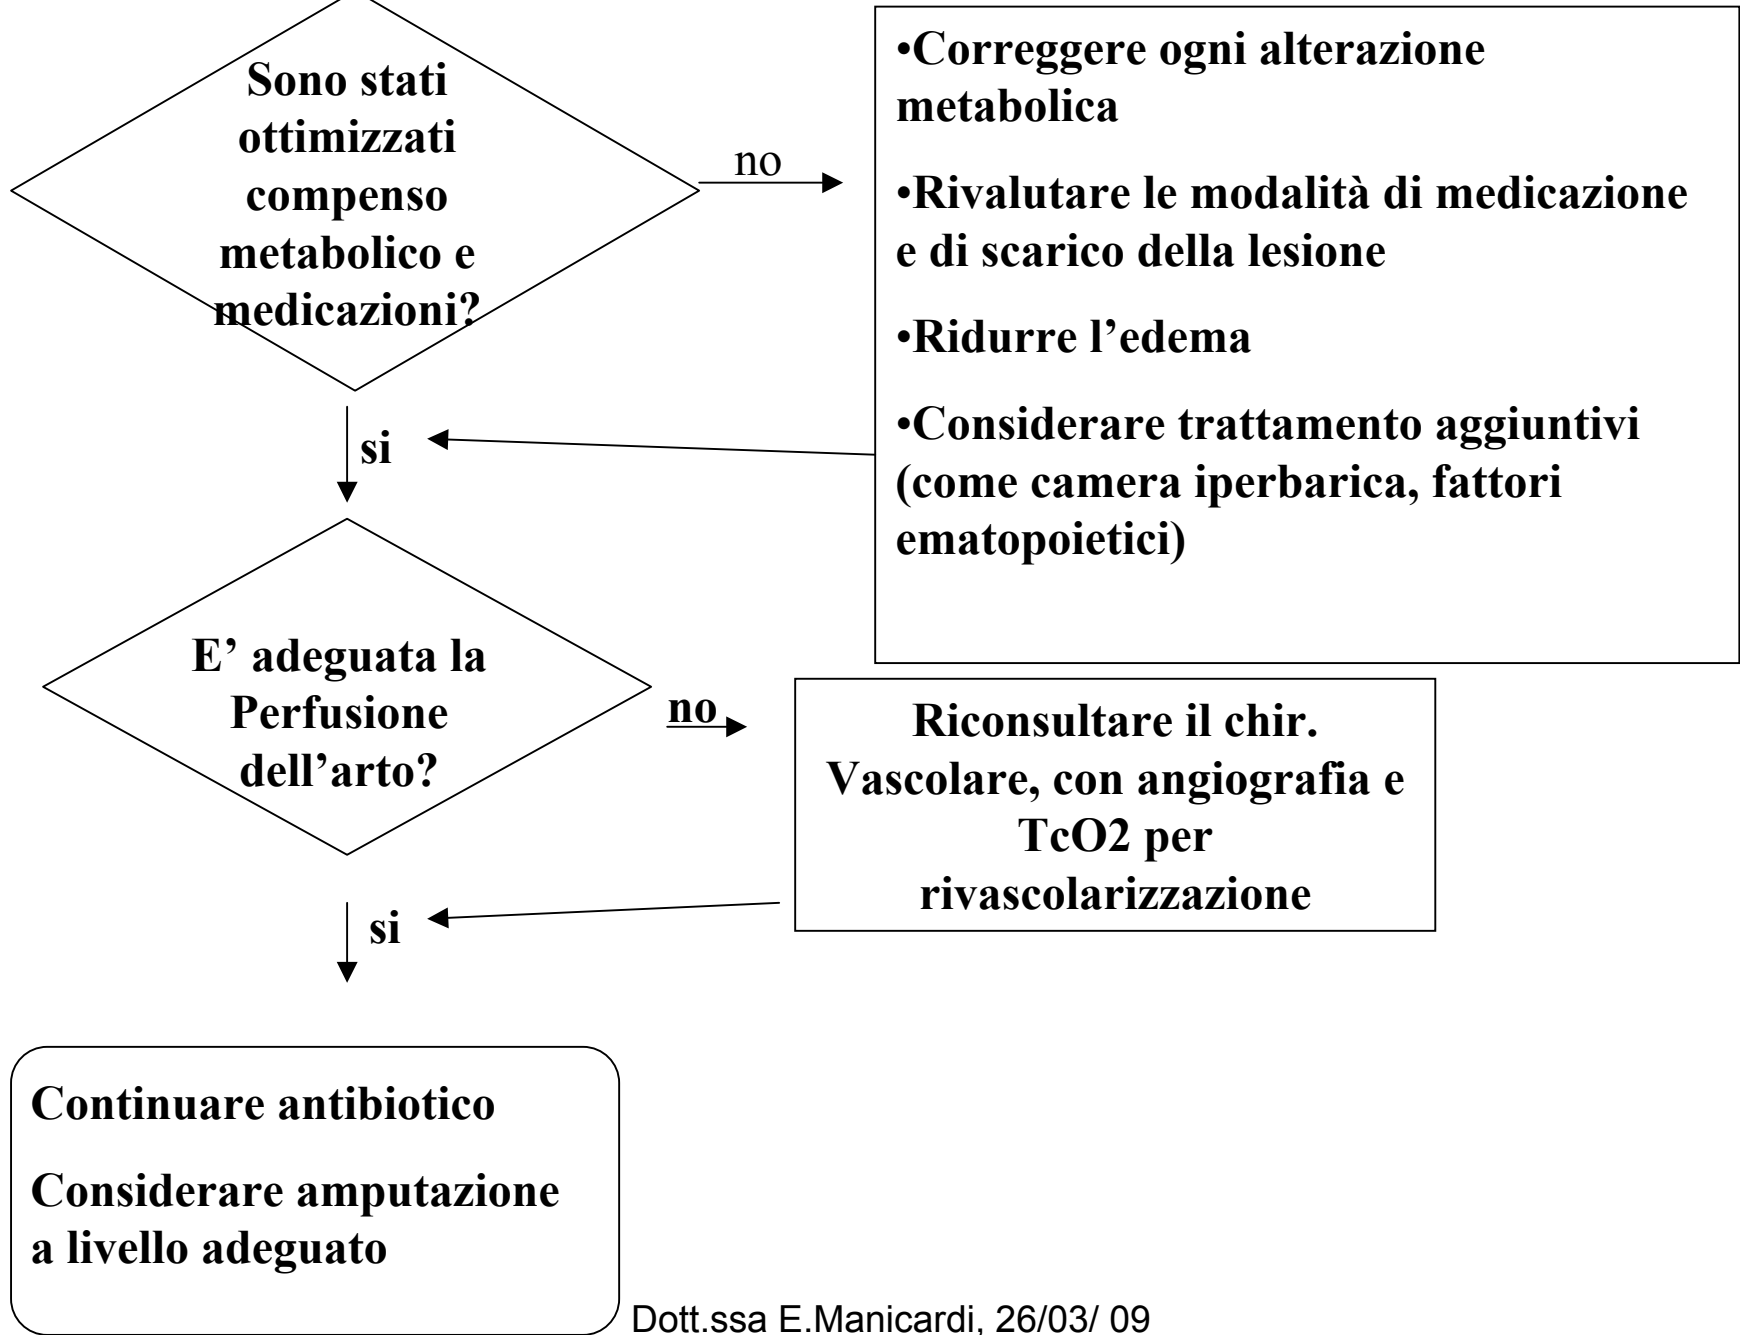 Sono stati
ottimizzati
compenso
metabolico e
medicazioni?
no
•Correggere ogni alterazione
metabolica
•Rivalutare le modalità di medicazione
e di scarico della lesione
•Ridurre l’edema
•Considerare trattamento aggiuntivi
(come camera iperbarica, fattori
ematopoietici)
si
E’ adeguata la
Perfusione
dell’arto?
no
Riconsultare il chir.
Vascolare, con angiografia e
TcO2 per
rivascolarizzazione
si
Continuare antibiotico
Considerare amputazione
a livello adeguato
Dott.ssa E.Manicardi, 26/03/ 09